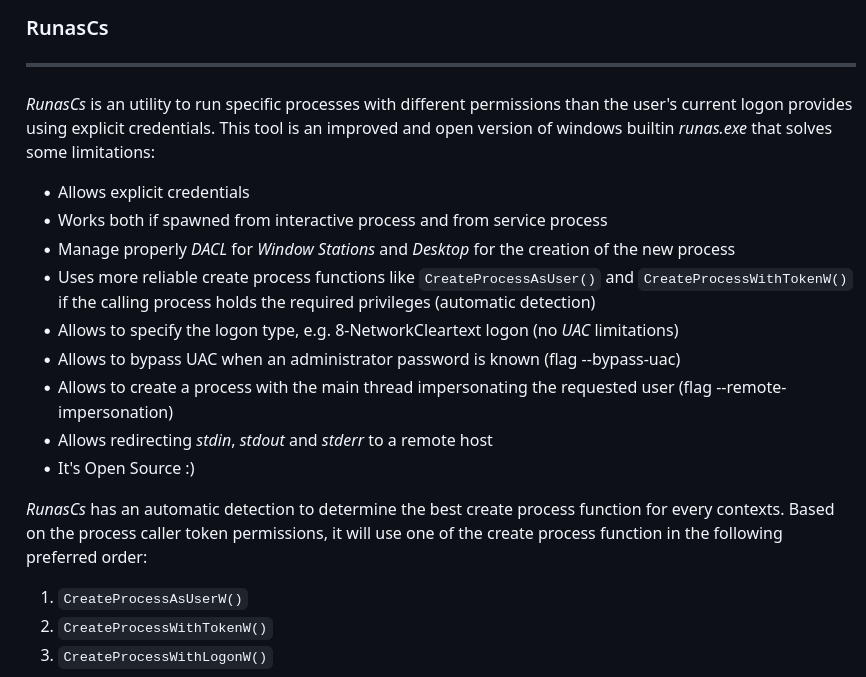 RunasCs
RunasCs is an utility to run specific processes with different permissions than the user's current logon provides
using explicit credentials. This tool is an improved and open version of windows builtin runas.exe that solves
some limitations:
• Allows explicit credentials
• Works both if spawned from interactive process and from service process
• Manage properly DACL for Window Stations and Desktop for the creation of the new process
• Uses more reliable create process functions like CreateProcessAsUser() and CreateProcessWithTokenW()
if the calling process holds the required privileges (automatic detection)
• Allows to specify the logon type, e.g. 8-NetworkCleartext logon (no UAC limitations)
• Allows to bypass UAC when an administrator password is known (flag --bypass-uac)
• Allows to create a process with the main thread impersonating the requested user (flag --remote-
impersonation)
• Allows redirecting stdin, stdout and stderr to a remote host
• It's Open Source :)
RunasCs has an automatic detection to determine the best create process function for every contexts. Based
on the process caller token permissions, it will use one of the create process function in the following
preferred order:
1. CreateProcessAsUserW()
2. CreateProcessWithTokenW()
3. CreateProcessWithLogonW()